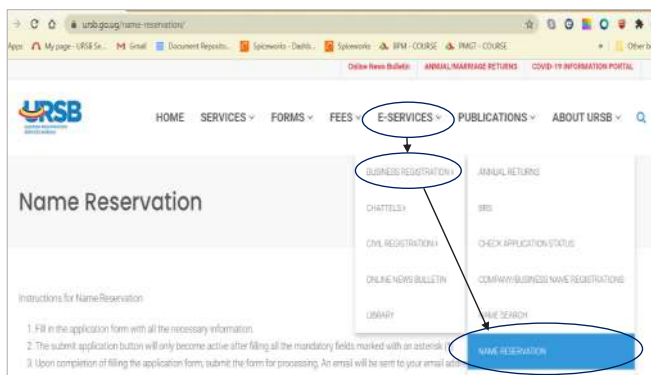 ursb.go.ug/name-reservation/
Apps My page - URSB Se... Gmail Document Reposito... Spiceworks - Dashb... Spiceworks BPM - COURSE PMGT - COURSE Other b
Online News Bulletin ANNUAL/MARRIAGE RETURNS COVID-19 INFORMATION PORTAL
URSB
HOME SERVICES FORMS FEES E-SERVICES PUBLICATIONS ABOUT URSB
BUSINESS REGISTRATION ANNUAL RETURNS
Name Reservation
CHATTELS BRS
CIVIL REGISTRATION CHECK APPLICATION STATUS
ONLINE NEWS BULLETIN COMPANY/BUSINESS NAME REGISTRATIONS
Instructions for Name Reservation
LIBRARY NAME SEARCH
1. Fill in the application form with all the necessary information.
2. The submit application button will only become active after filling all the mandatory fields marked with an asterisk
NAME RESERVATION
3. Upon completion of filling the application form, submit the form for processing. An email will be sent to your email